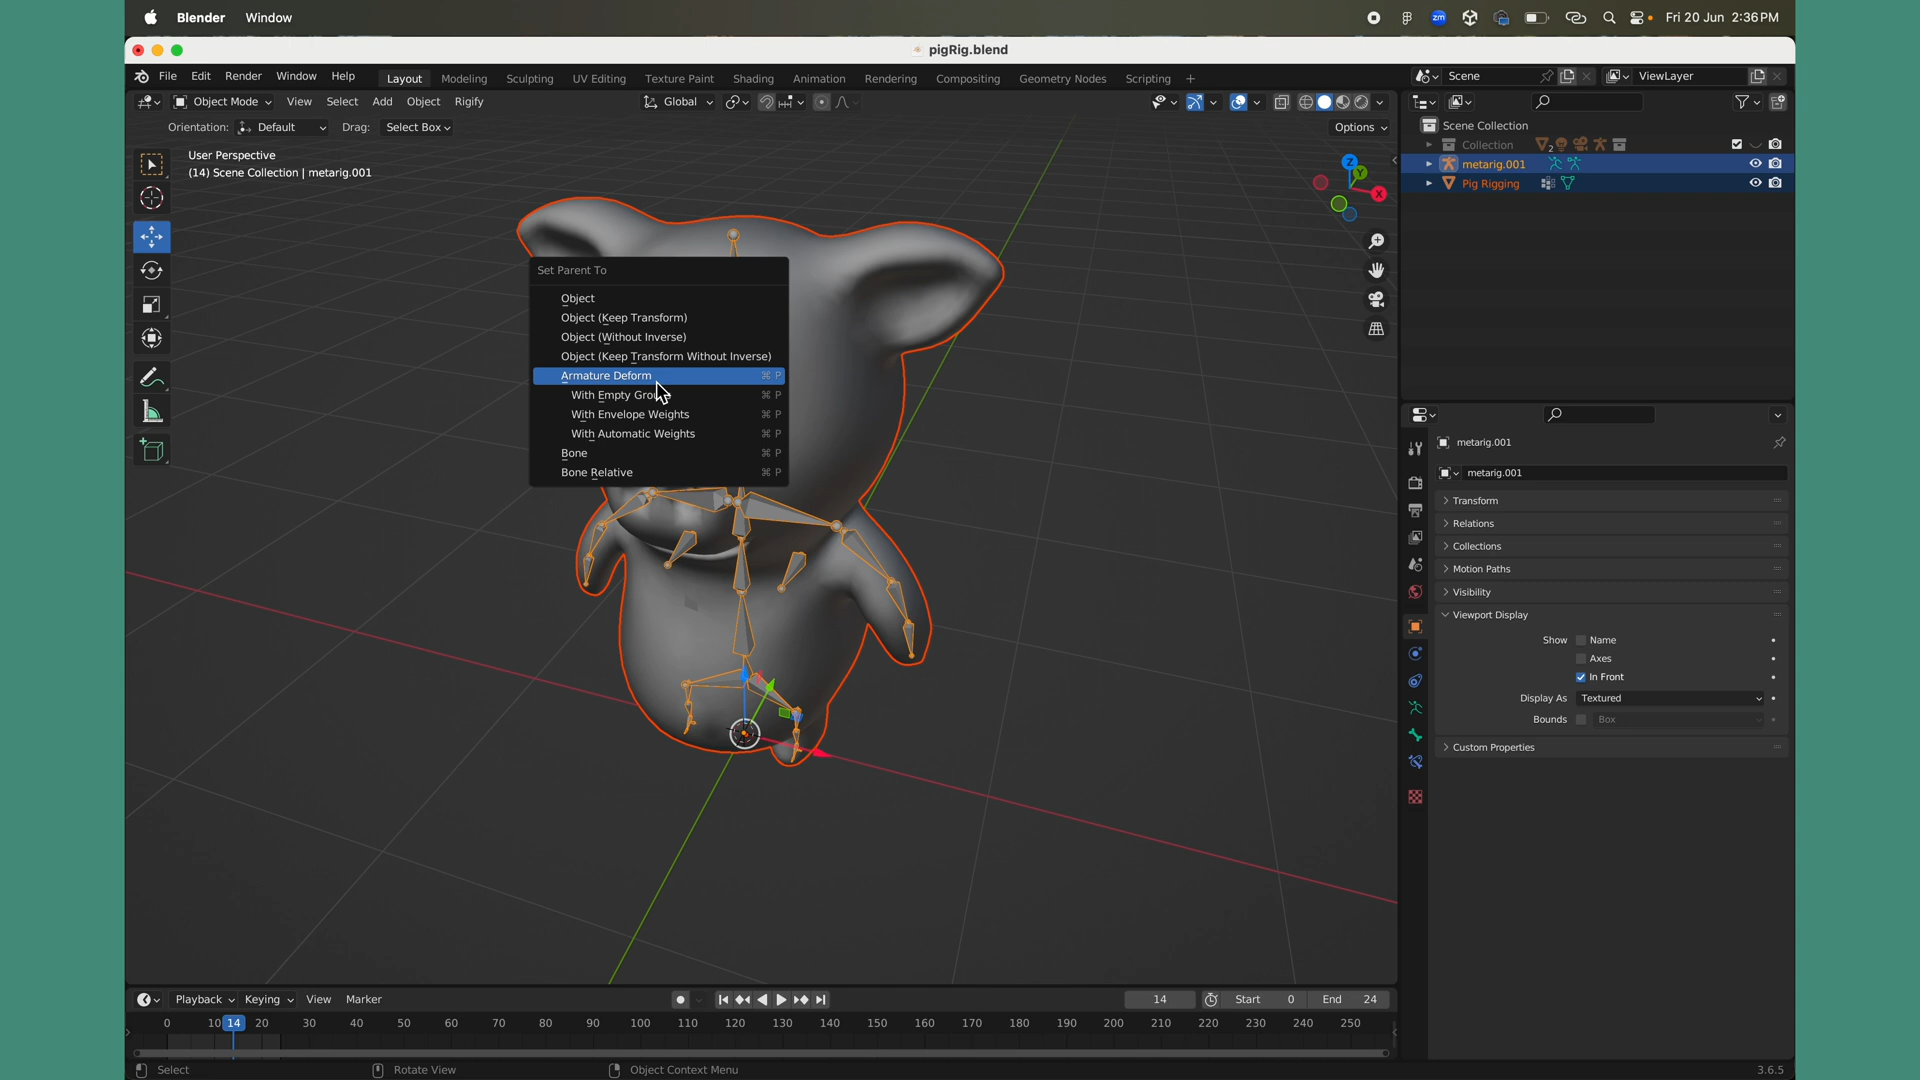 Blender Window
zm
Fri 20 Jun 2:36 PM
pigRig.blend
File Edit Render Window Help Layout Modeling Sculpting UV Editing Texture Paint Shading Animation Rendering Compositing Geometry Nodes Scripting + Scene ViewLayer
Object Mode View Select Add Object Rigify Global
Orientation: Default Drag: Select Box Options
User Perspective
(14) Scene Collection | metarig.001
Z
Y
X
Scene Collection
Collection 2
metarig.001
Pig Rigging
Set Parent To
Object
Object (Keep Transform)
Object (Without Inverse)
Object (Keep Transform Without Inverse)
Armature Deform ⌘ P
With Empty Gro ⌘ P
With Envelope Weights ⌘ P
With Automatic Weights ⌘ P
Bone ⌘ P
Bone Relative ⌘ P
metarig.001
metarig.001
Transform
Relations
Collections
Motion Paths
Visibility
Viewport Display
Show Name
Axes
In Front
Display As Textured
Bounds Box
Custom Properties
Playback Keying View Marker 14 Start 0 End 24
0 10 14 20 30 40 50 60 70 80 90 100 110 120 130 140 150 160 170 180 190 200 210 220 230 240 250
Select Rotate View Object Context Menu 3.6.5